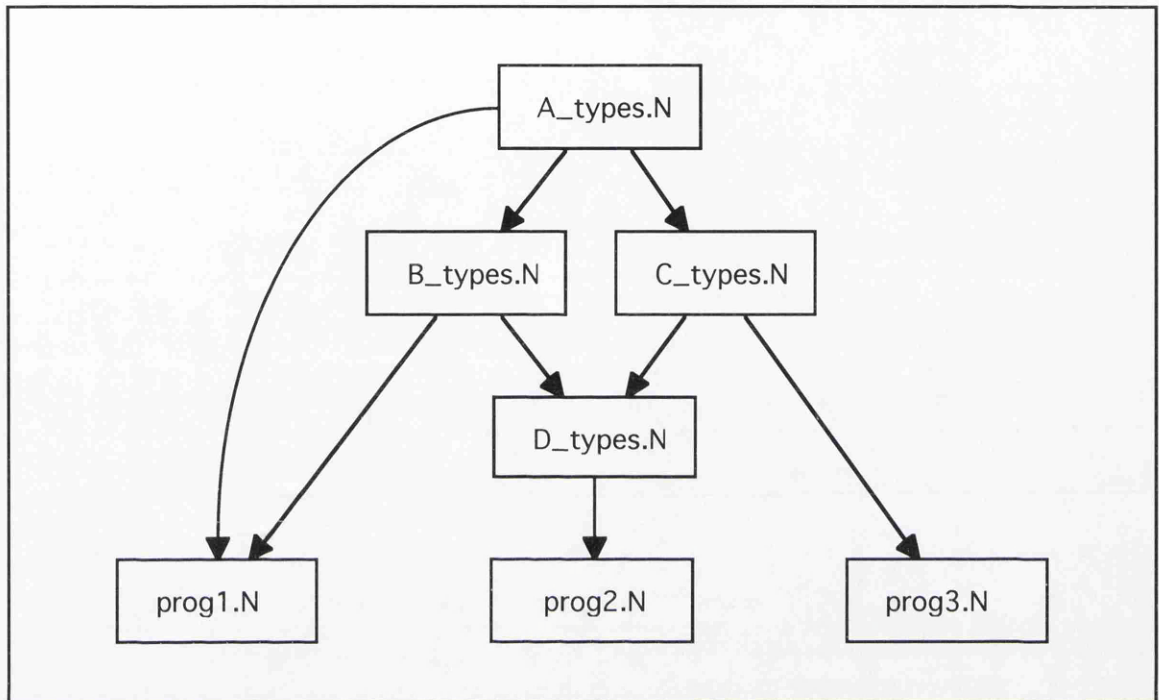 A_types.N
B_types.N
C_types.N
D_types.N
prog1.N
prog2.N
prog3.N